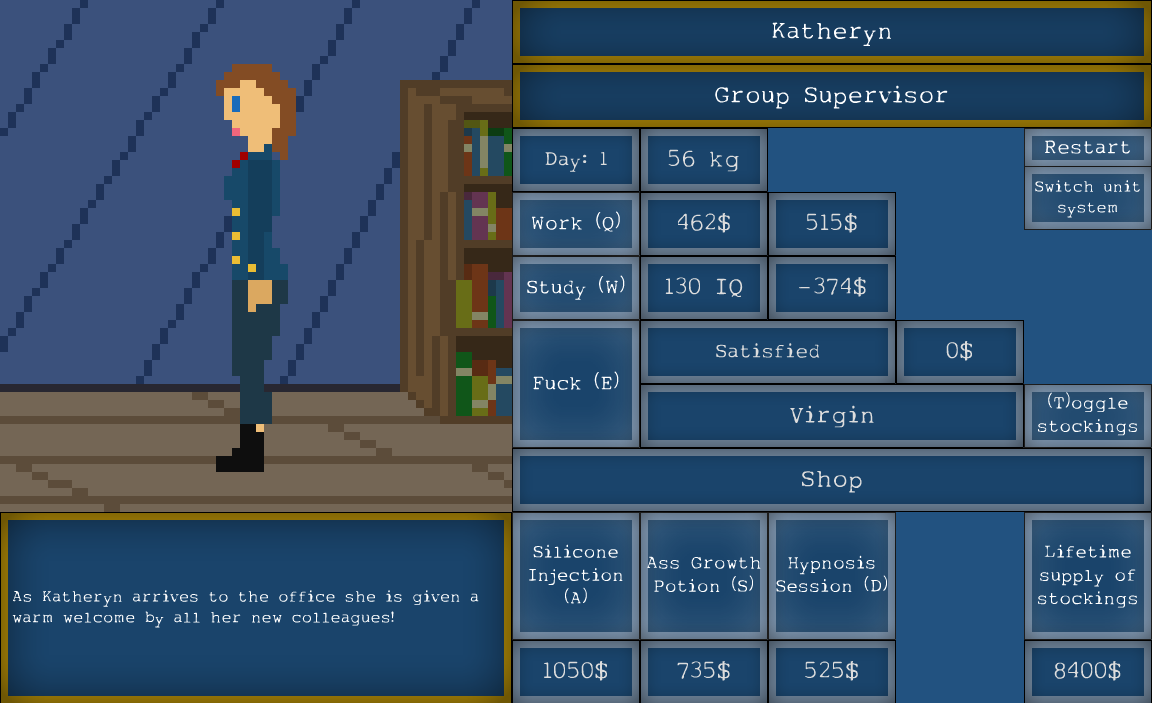 Katheryn
Group Supervisor
Day: 1
56 kg
Restart
Switch unit
system
Work (Q)
462$
515$
Study (W)
130 IQ
-374$
Fuck (E)
Satisfied
0$
Virgin
(T)oggle
stockings
Shop
Silicone
Injection
(A)
Ass Growth
Potion (S)
Hypnosis
Session (D)
Lifetime
supply of
stockings
1050$
735$
525$
8400$
As Katheryn arrives to the office she is given a
warm welcome by all her new colleagues!